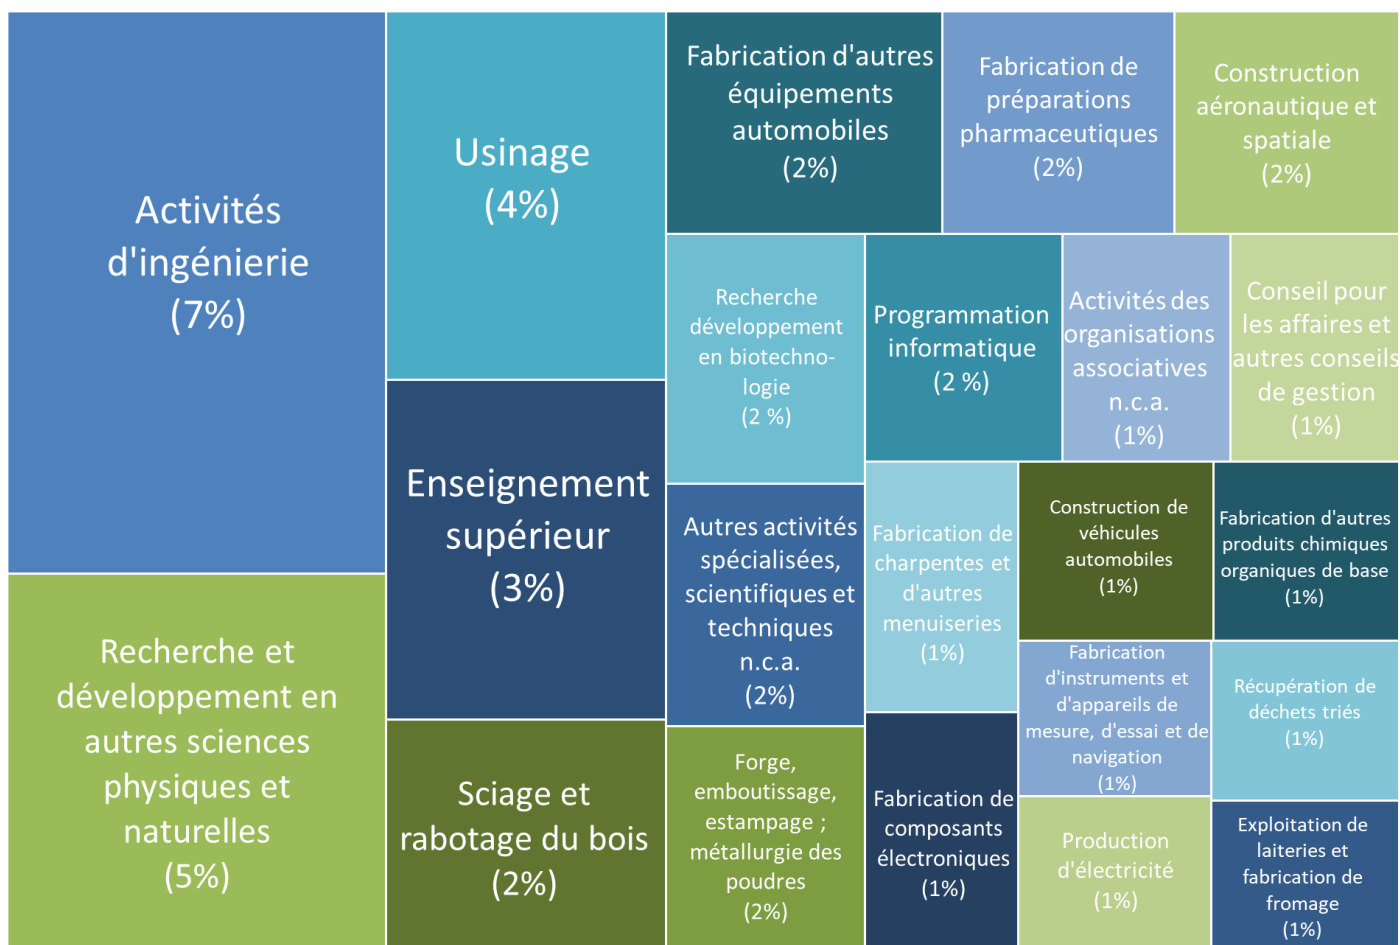 Activités
d'ingénierie
(7%)
Recherche et
développement en
autres sciences
physiques et
naturelles
(5%)
Usinage
(4%)
Enseignement
supérieur
(3%)
Sciage et
rabotage du bois
(2%)
Fabrication d'autres
équipements
automobiles
(2%)
Fabrication de
préparations
pharmaceutiques
(2%)
Construction
aéronautique et
spatiale
(2%)
Recherche
développement
en biotechno-
logie
(2 %)
Programmation
informatique
(2 %)
Activités des
organisations
associatives
n.c.a.
(1%)
Conseil pour
les affaires et
autres conseils
de gestion
(1%)
Autres activités
spécialisées,
scientifiques et
techniques
n.c.a.
(2%)
Forge,
emboutissage,
estampage ;
métallurgie des
poudres
(2%)
Fabrication de
charpentes et
d'autres
menuiseries
(1%)
Fabrication de
composants
électroniques
(1%)
Construction de
véhicules
automobiles
(1%)
Fabrication d'autres
produits chimiques
organiques de base
(1%)
Fabrication
d'instruments et
d'appareils de
mesure, d'essai et de
navigation
(1%)
Récupération de
déchets triés
(1%)
Production
d'électricité
(1%)
Exploitation de
laiteries et
fabrication de
fromage
(1%)